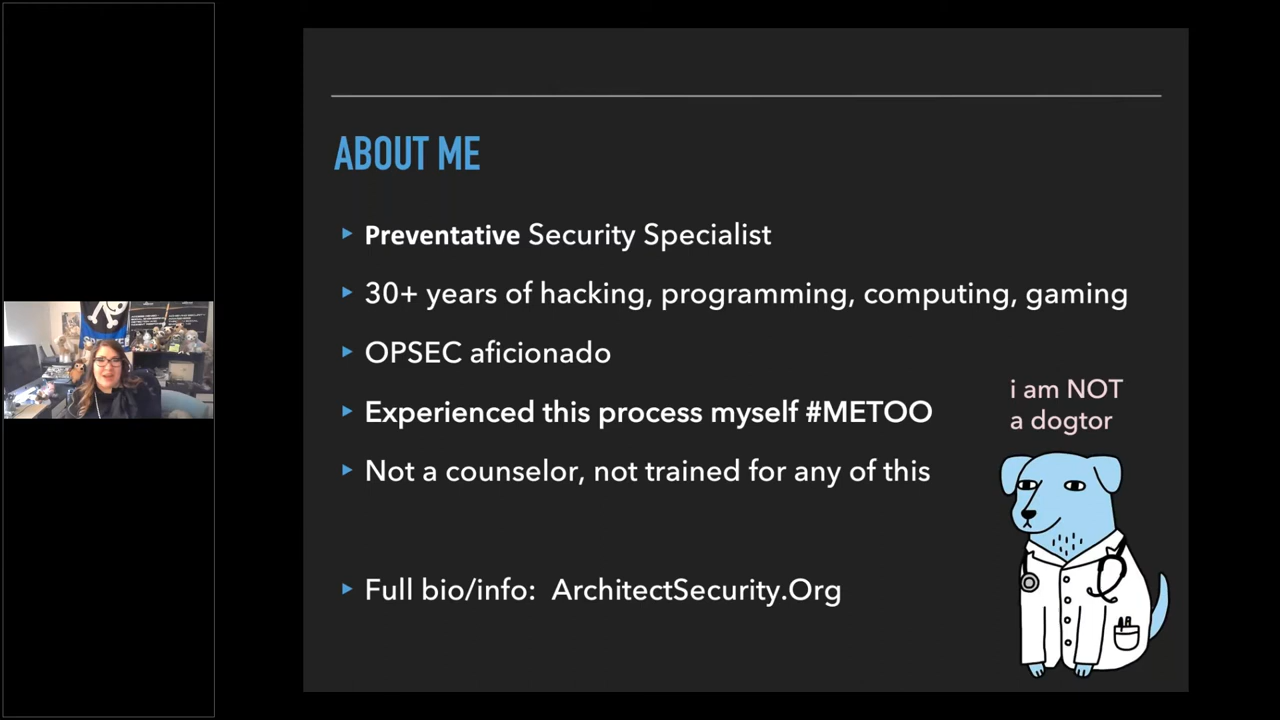 ABOUT ME
Preventative Security Specialist
30+ years of hacking, programming, computing, gaming
OPSEC aficionado
Experienced this process myself #METOO
Not a counselor, not trained for any of this
Full bio/info: ArchitectSecurity.Org
i am NOT
a dogtor